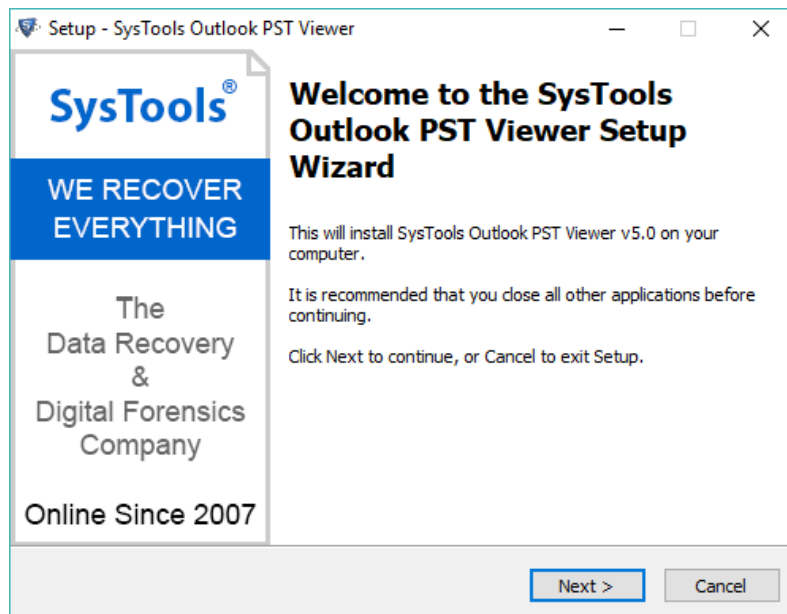 Setup - SysTools Outlook PST Viewer
SysTools®
WE RECOVER
EVERYTHING
The
Data Recovery
&
Digital Forensics
Company
Online Since 2007
Welcome to the SysTools
Outlook PST Viewer Setup
Wizard
This will install SysTools Outlook PST Viewer v5.0 on your
computer.
It is recommended that you close all other applications before
continuing.
Click Next to continue, or Cancel to exit Setup.
Next >
Cancel